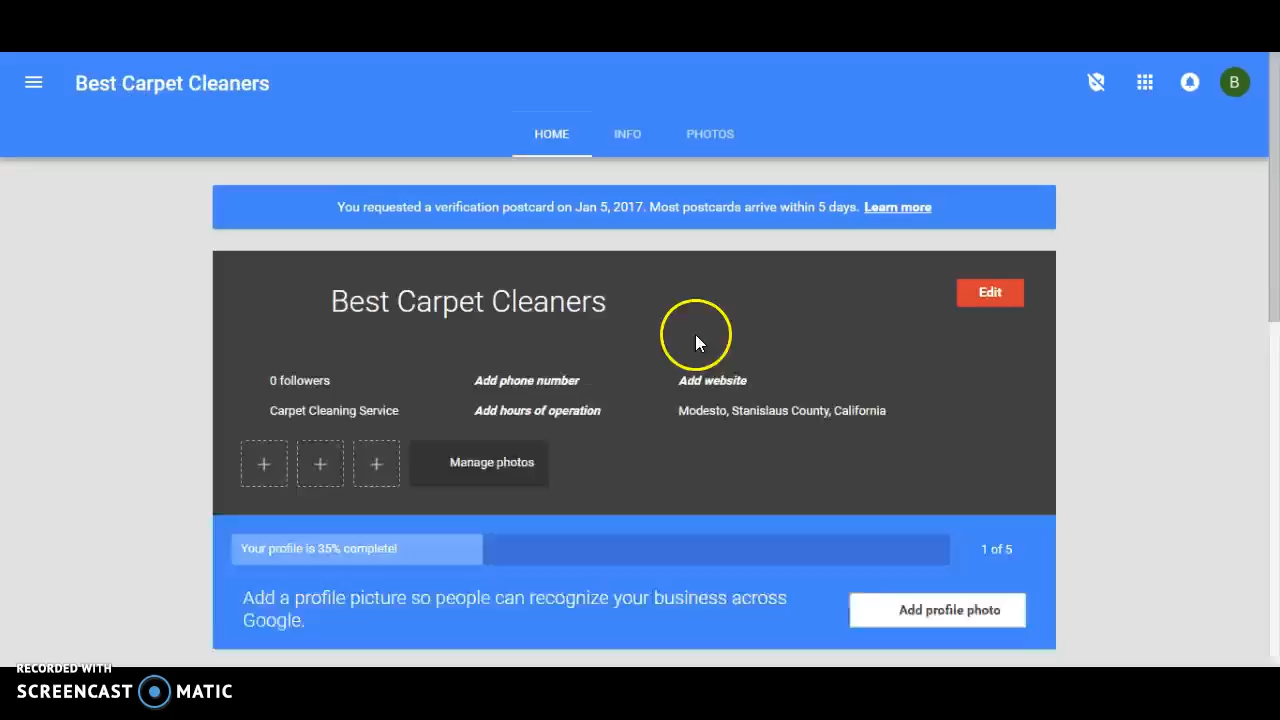 Best Carpet Cleaners
B
HOME INFO PHOTOS
You requested a verification postcard on Jan 5, 2017. Most postcards arrive within 5 days. Learn more
Best Carpet Cleaners
Edit
0 followers Add phone number Add website
Carpet Cleaning Service Add hours of operation Modesto, Stanislaus County, California
+ + + Manage photos
Your profile is 35% complete! 1 of 5
Add a profile picture so people can recognize your business across
Google.
Add profile photo
RECORDED WITH
SCREENCAST MATIC